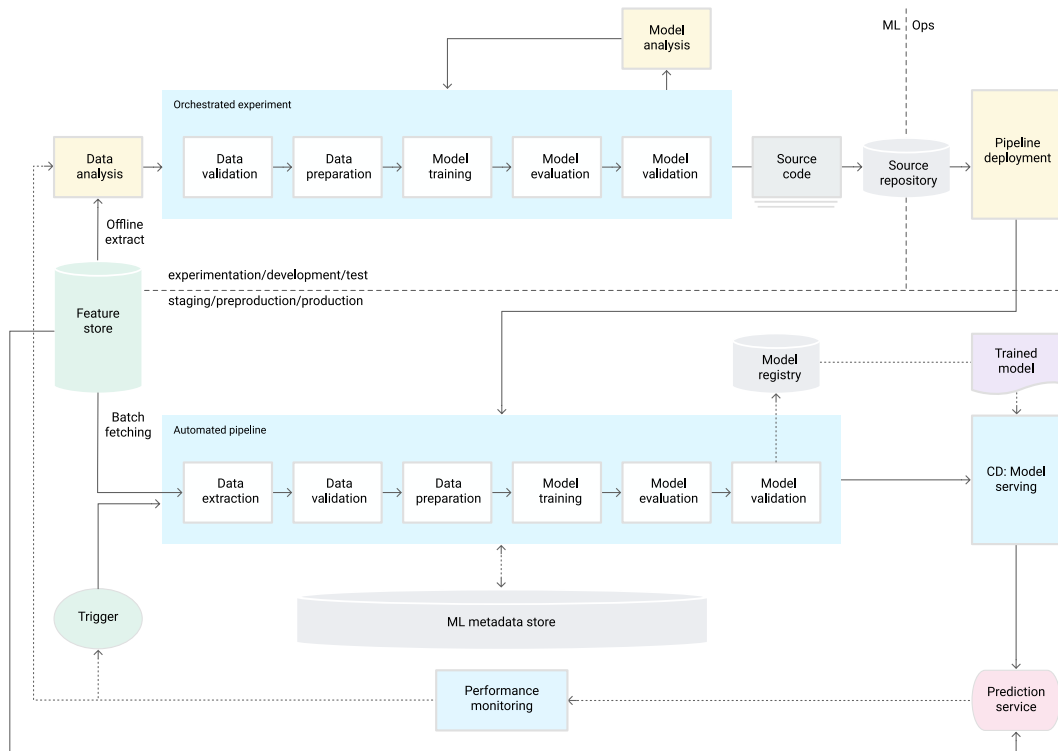 Model
analysis
ML
Ops
Orchestrated experiment
Data
analysis
Data
validation
Data
preparation
Model
training
Model
evaluation
Model
validation
Source
code
Source
repository
Pipeline
deployment
Offline
extract
experimentation/development/test
staging/preproduction/production
Feature
store
Model
registry
Trained
model
Batch
fetching
Automated pipeline
Data
extraction
Data
validation
Data
preparation
Model
training
Model
evaluation
Model
validation
CD: Model
serving
Trigger
ML metadata store
Performance
monitoring
Prediction
service